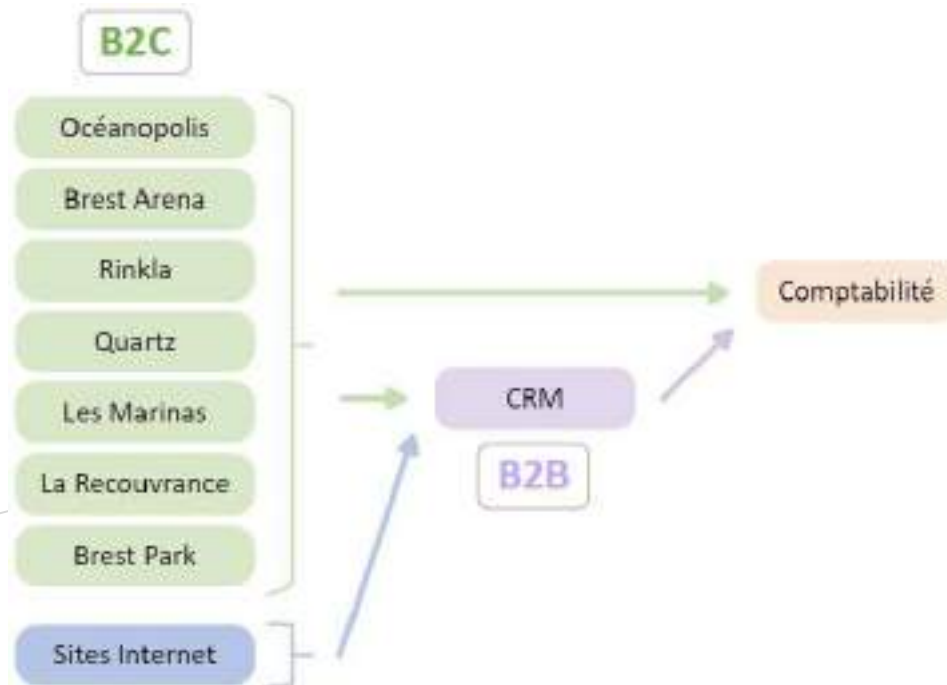 B2C
Océanopolis
Brest Arena
Rinkla
Quartz
Les Marinas
La Recouvrance
Brest Park
Sites Internet
CRM
B2B
Comptabilité